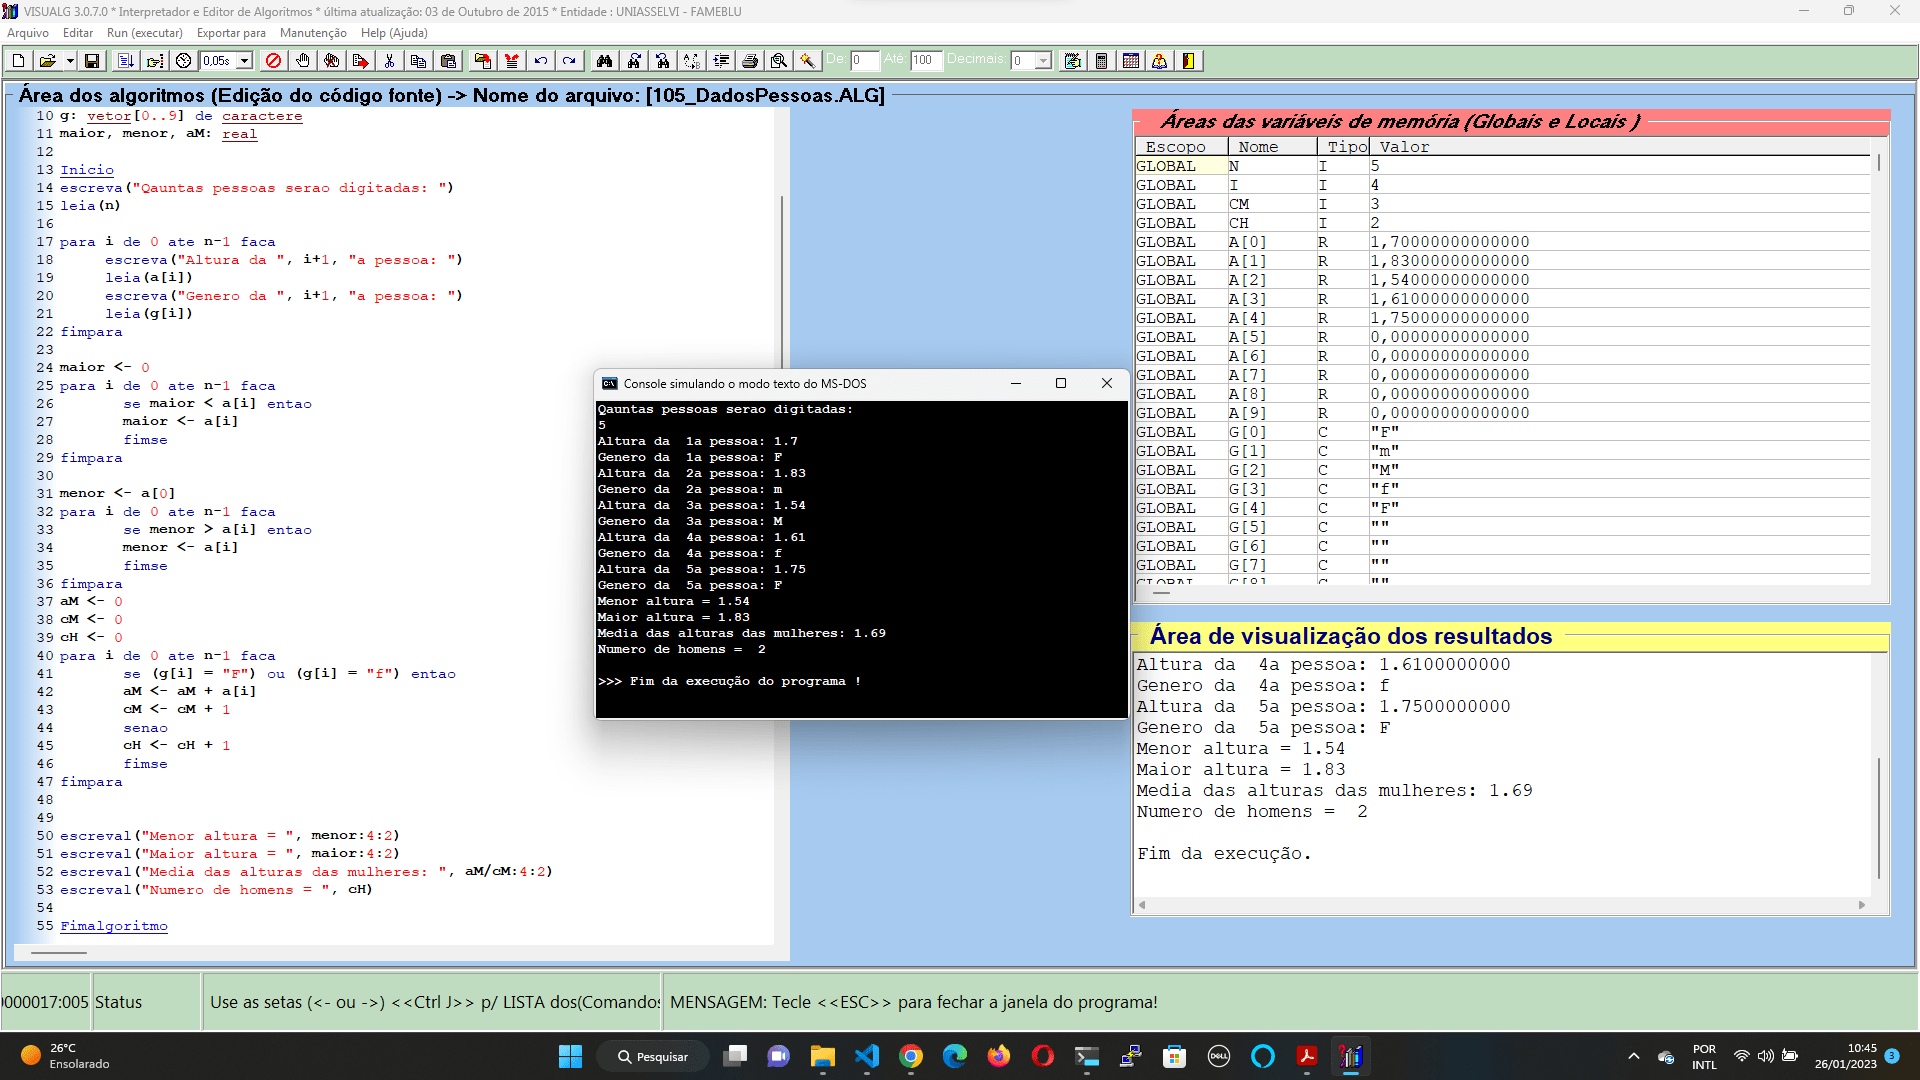 VISUALG 3.0.7.0 * Interpretador e Editor de Algoritmos * última atualização: 03 de Outubro de 2015 * Entidade : UNIASSELVI - FAMEBLU
Arquivo Editar Run (executar) Exportar para Manutenção Help (Ajuda)
0,05s De: 0 Até: 100 Decimais: 0
Área dos algoritmos (Edição do código fonte) -> Nome do arquivo: [105_DadosPessoas.ALG]
10 g: vetor[0..9] de caractere
11 maior, menor, aM: real
12
13 Inicio
14 escreva("Qauntas pessoas serao digitadas: ")
15 leia(n)
16
17 para i de 0 ate n-1 faca
18 escreva("Altura da ", i+1, "a pessoa: ")
19 leia(a[i])
20 escreva("Genero da ", i+1, "a pessoa: ")
21 leia(g[i])
22 fimpara
23
24 maior <- 0
25 para i de 0 ate n-1 faca
26 se maior < a[i] entao
27 maior <- a[i]
28 fimse
29 fimpara
30
31 menor <- a[0]
32 para i de 0 ate n-1 faca
33 se menor > a[i] entao
34 menor <- a[i]
35 fimse
36 fimpara
37 aM <- 0
38 cM <- 0
39 cH <- 0
40 para i de 0 ate n-1 faca
41 se (g[i] = "F") ou (g[i] = "f") entao
42 aM <- aM + a[i]
43 cM <- cM + 1
44 senao
45 cH <- cH + 1
46 fimse
47 fimpara
48
49
50 escreval("Menor altura = ", menor:4:2)
51 escreval("Maior altura = ", maior:4:2)
52 escreval("Media das alturas das mulheres: ", aM/cM:4:2)
53 escreval("Numero de homens = ", cH)
54
55 Fimalgoritmo
Console simulando o modo texto do MS-DOS
Qauntas pessoas serao digitadas:
5
Altura da  1a pessoa: 1.7
Genero da  1a pessoa: F
Altura da  2a pessoa: 1.83
Genero da  2a pessoa: m
Altura da  3a pessoa: 1.54
Genero da  3a pessoa: M
Altura da  4a pessoa: 1.61
Genero da  4a pessoa: f
Altura da  5a pessoa: 1.75
Genero da  5a pessoa: F
Menor altura = 1.54
Maior altura = 1.83
Media das alturas das mulheres: 1.69
Numero de homens =  2
>>> Fim da execução do programa !
Áreas das variáveis de memória (Globais e Locais )
Escopo Nome Tipo Valor
GLOBAL N I 5
GLOBAL I I 4
GLOBAL CM I 3
GLOBAL CH I 2
GLOBAL A[0] R 1,70000000000000
GLOBAL A[1] R 1,83000000000000
GLOBAL A[2] R 1,54000000000000
GLOBAL A[3] R 1,61000000000000
GLOBAL A[4] R 1,75000000000000
GLOBAL A[5] R 0,00000000000000
GLOBAL A[6] R 0,00000000000000
GLOBAL A[7] R 0,00000000000000
GLOBAL A[8] R 0,00000000000000
GLOBAL A[9] R 0,00000000000000
GLOBAL G[0] C "F"
GLOBAL G[1] C "m"
GLOBAL G[2] C "M"
GLOBAL G[3] C "f"
GLOBAL G[4] C "F"
GLOBAL G[5] C ""
GLOBAL G[6] C ""
GLOBAL G[7] C ""
GLOBAL G[8] C ""
Área de visualização dos resultados
Altura da  4a pessoa: 1.6100000000
Genero da  4a pessoa: f
Altura da  5a pessoa: 1.7500000000
Genero da  5a pessoa: F
Menor altura = 1.54
Maior altura = 1.83
Media das alturas das mulheres: 1.69
Numero de homens =  2
Fim da execução.
0000017:005 Status Use as setas (<- ou ->) <<Ctrl J>> p/ LISTA dos(Comandos MENSAGEM: Tecle <<ESC>> para fechar a janela do programa!
26°C
Ensolarado
Pesquisar
DELL
POR
INTL
10:45
26/01/2023
3